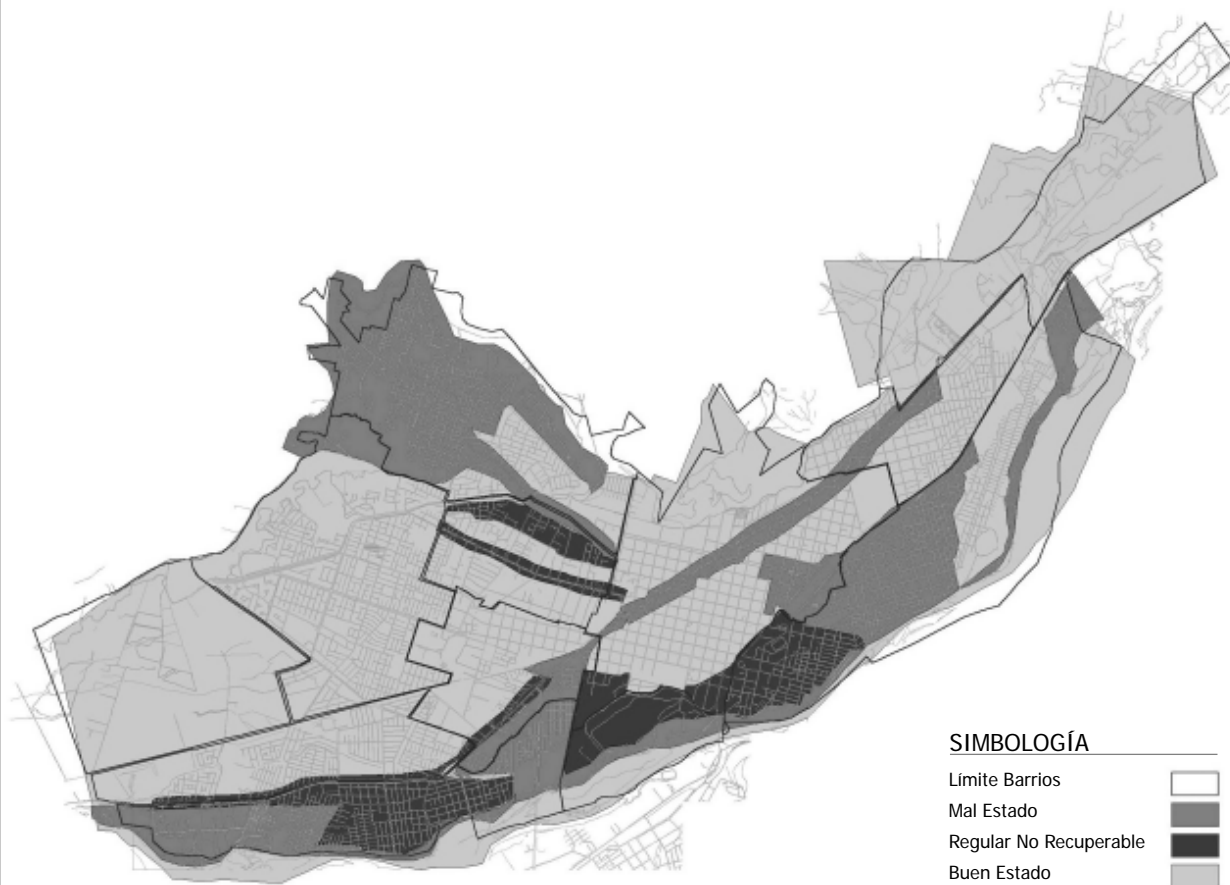 SIMBOLOGÍA
Límite Barrios
Mal Estado
Regular No Recuperable
Buen Estado